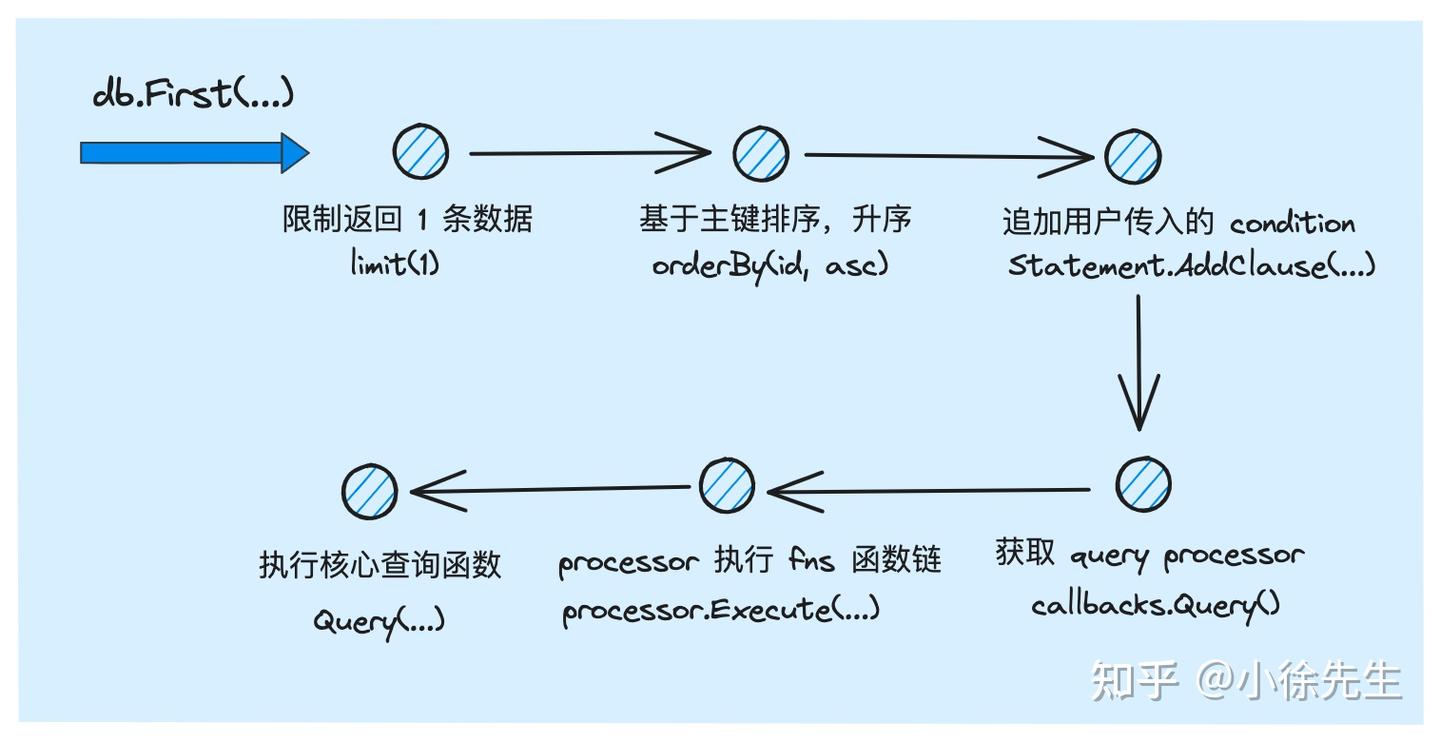 db.First(...)
限制返回 1 条数据
limit(1)
基于主键排序，升序
orderBy(id, asc)
追加用户传入的 condition
Statement.AddClause(...)
获取 query processor
callbacks.Query()
processor 执行 fns 函数链
processor.Execute(...)
执行核心查询函数
Query(...)
知乎 @小徐先生